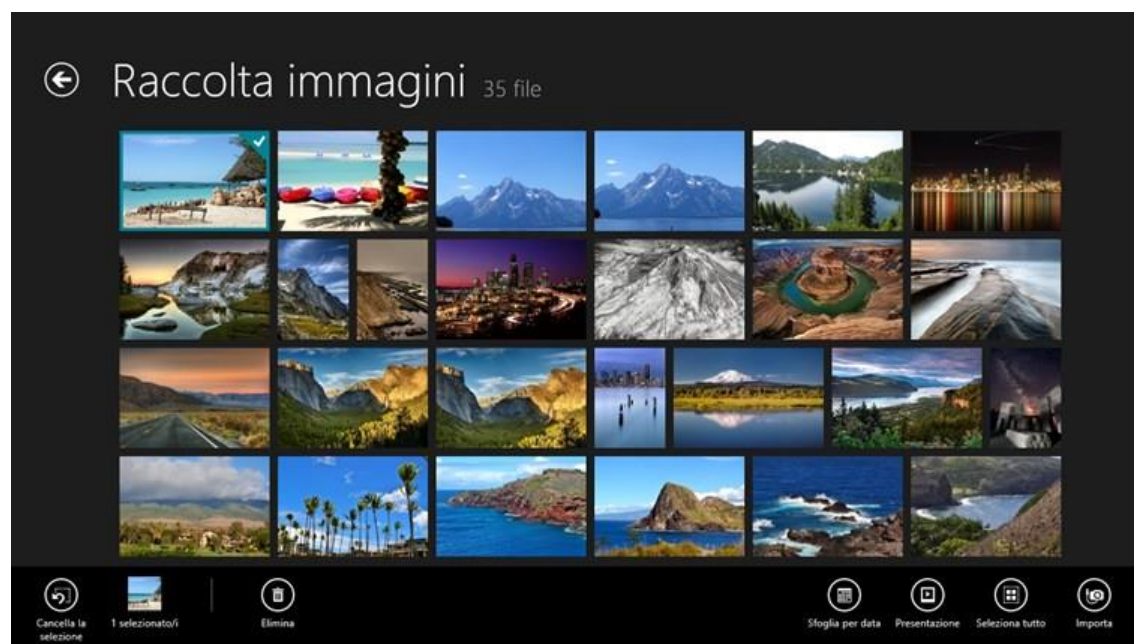 Raccolta immagini 35 file
Cancella la
selezione
1 selezionato/i
Elimina
Sfoglia per data
Presentazione
Seleziona tutto
Importa